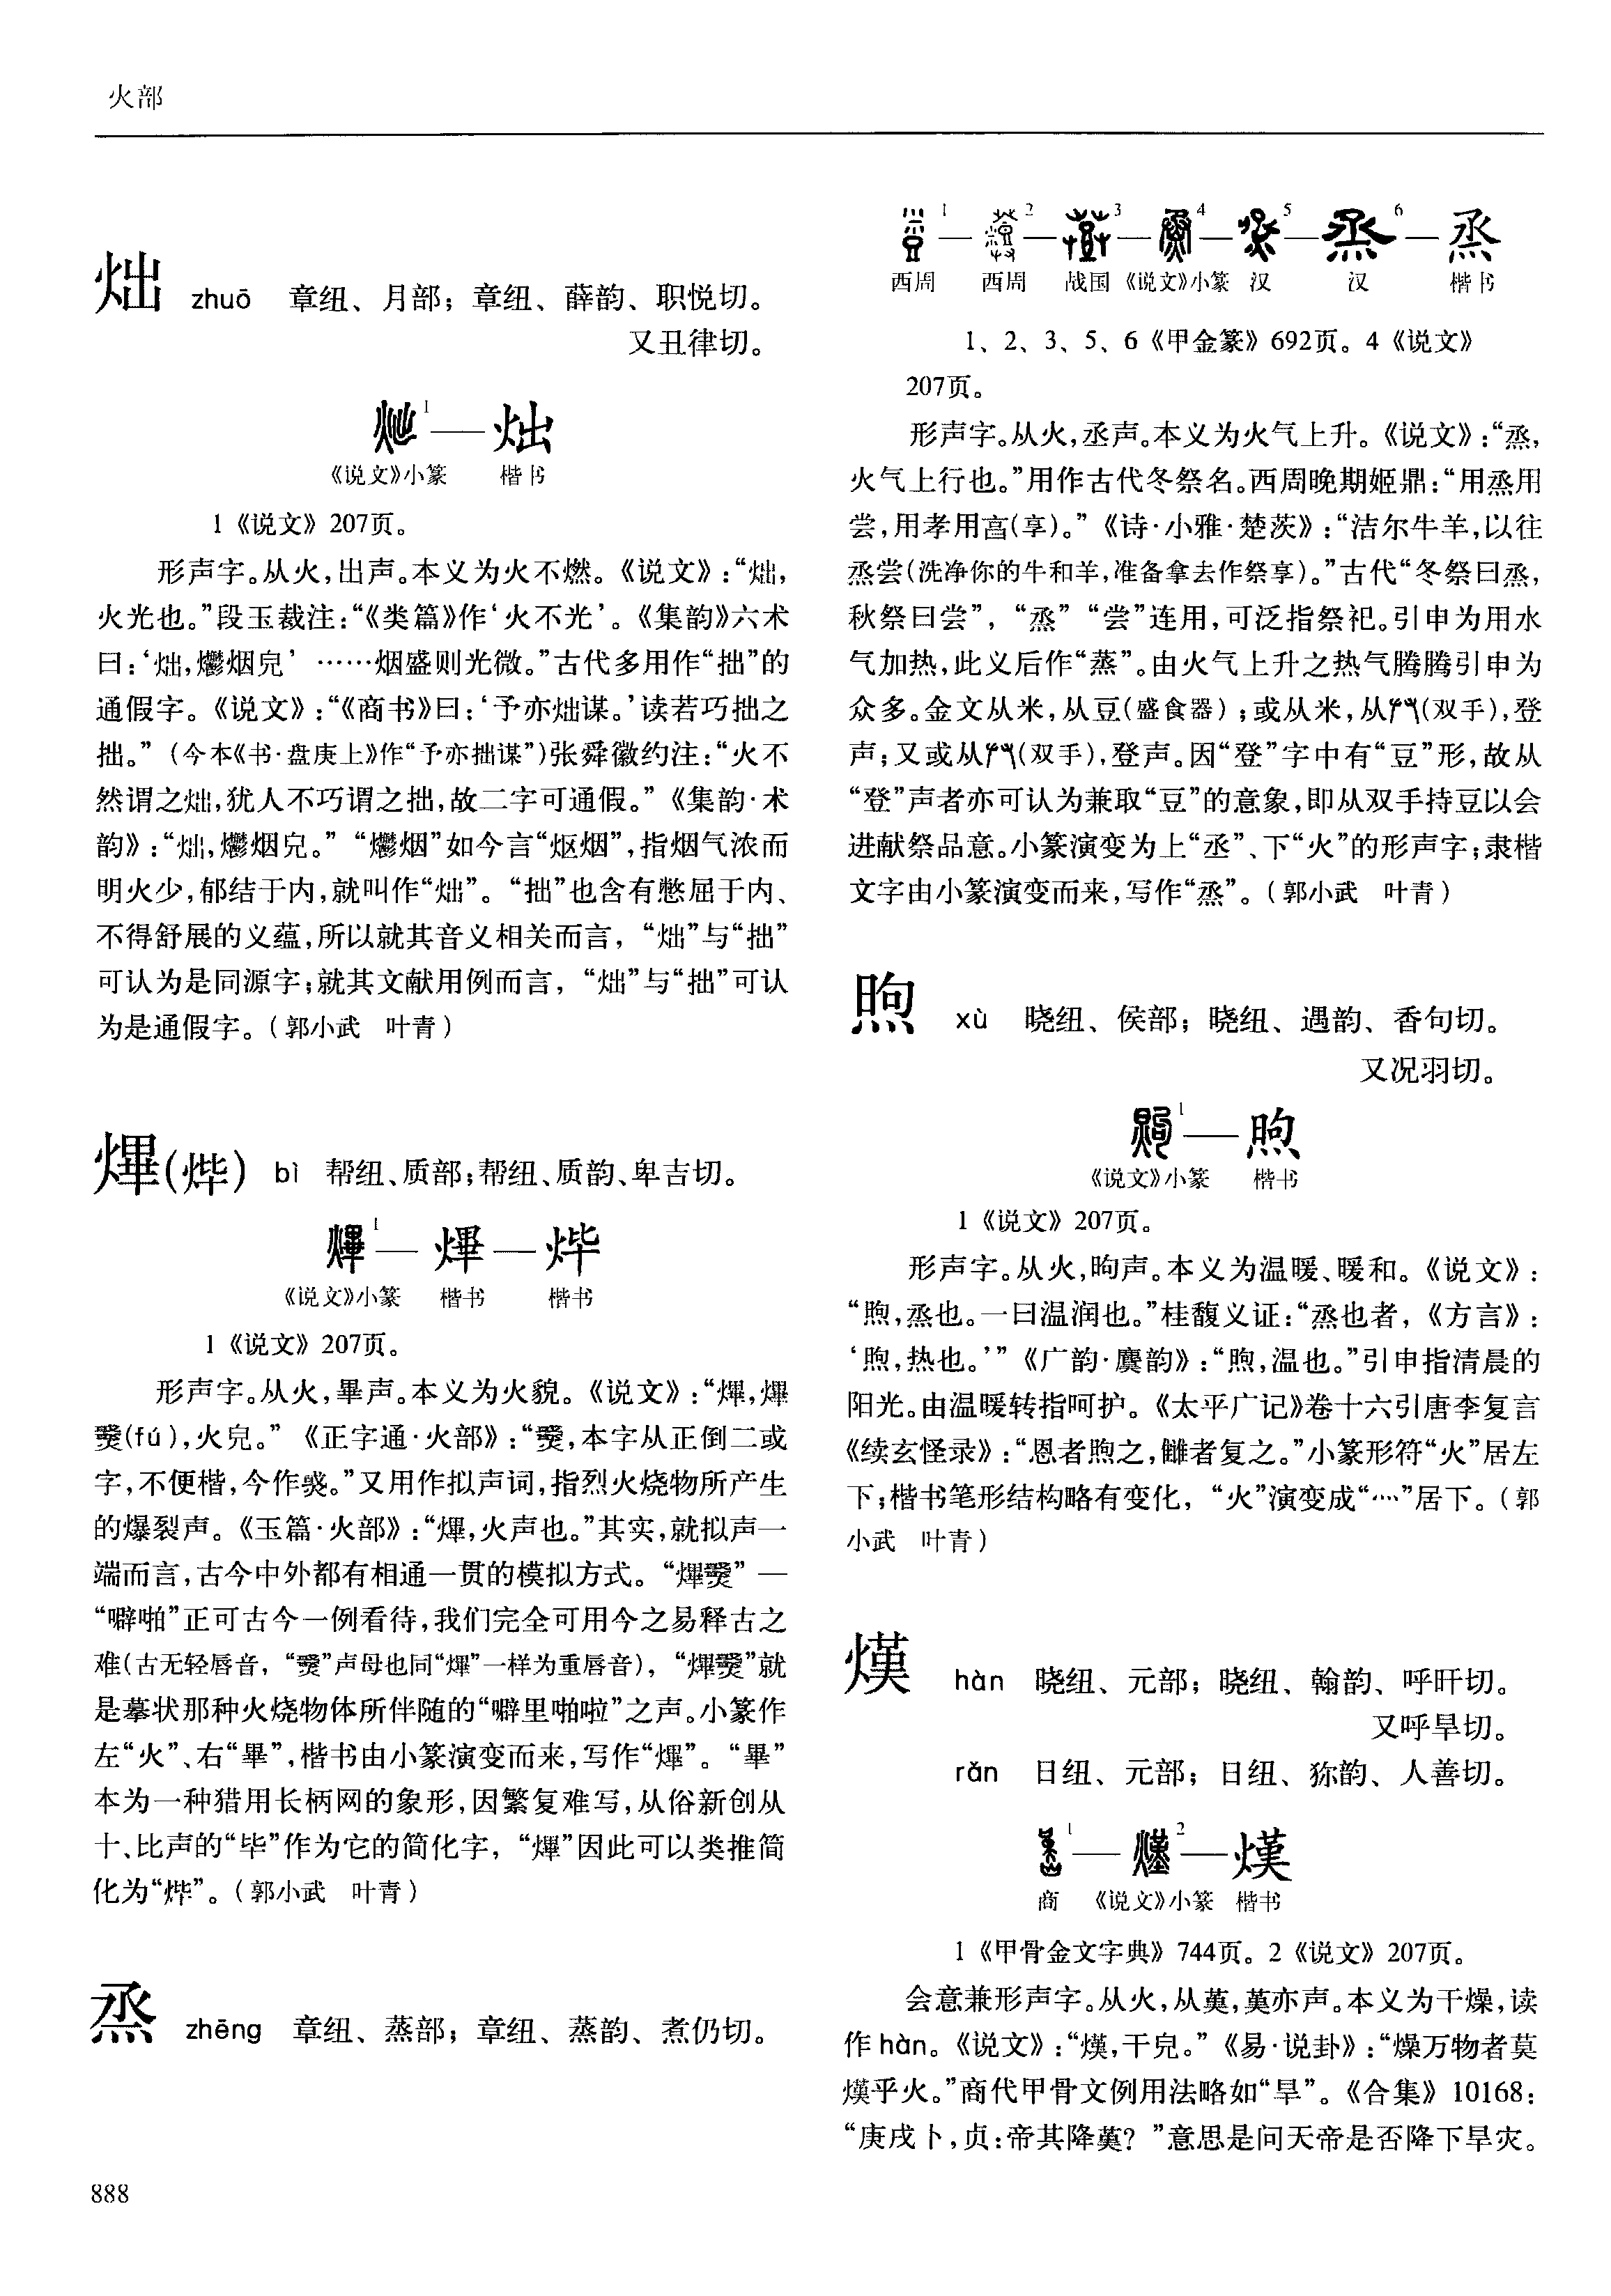 火部
炪 zhuō 章纽、月部；章纽、薛韵、职悦切。
又丑律切。
1 — 炪
《说文》小篆 楷书
1《说文》207页。
形声字。从火，出声。本义为火不燃。《说文》：“炪，
火光也。”段玉裁注：“《类篇》作‘火不光’。《集韵》六术
曰：‘炪，爩烟皃’……烟盛则光微。”古代多用作“拙”的
通假字。《说文》：“《商书》曰：‘予亦炪谋。’读若巧拙之
拙。”（今本《书·盘庚上》作“予亦拙谋”）张舜徽约注：“火不
然谓之炪，犹人不巧谓之拙，故二字可通假。”《集韵·术
韵》：“炪，爩烟皃。”“爩烟”如今言“炝烟”，指烟气浓而
明火少，郁结于内，就叫作“炪”。“拙”也含有憋屈于内、
不得舒展的义蕴，所以就其音义相关而言，“炪”与“拙”
可认为是同源字；就其文献用例而言，“炪”与“拙”可认
为是通假字。（郭小武 叶青）
熚（𤇹） bì 帮纽、质部；帮纽、质韵、卑吉切。
1 — 熚 —
《说文》小篆 楷书 楷书
1《说文》207页。
形声字。从火，畢声。本义为火貌。《说文》：“熚，熚
(fú)，火皃。”《正字通·火部》：“，本字从正倒二或
字，不便楷，今作。”又用作拟声词，指烈火烧物所产生
的爆裂声。《玉篇·火部》：“熚，火声也。”其实，就拟声一
端而言，古今中外都有相通一贯的模拟方式。“熚”—
“噼啪”正可古今一例看待，我们完全可用今之易释古之
难（古无轻唇音，“”声母也同“熚”一样为重唇音），“熚”就
是摹状那种火烧物体所伴随的“噼里啪啦”之声。小篆作
左“火”、右“畢”，楷书由小篆演变而来，写作“熚”。“畢”
本为一种猎用长柄网的象形，因繁复难写，从俗新创从
十、比声的“毕”作为它的简化字，“熚”因此可以类推简
化为“”。（郭小武 叶青）
烝 zhēng 章纽、蒸部；章纽、蒸韵、煮仍切。
1 — 2 — 3 — 4 — 5 — 烝 6 — 烝
西周 西周 战国 《说文》小篆 汉 汉 楷书
1、2、3、5、6《甲金篆》692页。4《说文》
207页。
形声字。从火，丞声。本义为火气上升。《说文》：“烝，
火气上行也。”用作古代冬祭名。西周晚期姬鼎：“用烝用
尝，用孝用亯（享）。”《诗·小雅·楚茨》：“洁尔牛羊，以往
烝尝（洗净你的牛和羊，准备拿去作祭享）。”古代“冬祭曰烝，
秋祭曰尝”，“烝”“尝”连用，可泛指祭祀。引申为用水
气加热，此义后作“蒸”。由火气上升之热气腾腾引申为
众多。金文从米，从豆（盛食器）；或从米，从（双手），登
声；又或从（双手），登声。因“登”字中有“豆”形，故从
“登”声者亦可认为兼取“豆”的意象，即从双手持豆以会
进献祭品意。小篆演变为上“丞”、下“火”的形声字；隶楷
文字由小篆演变而来，写作“烝”。（郭小武 叶青）
煦 xù 晓纽、侯部；晓纽、遇韵、香句切。
又况羽切。
1 — 煦
《说文》小篆 楷书
1《说文》207页。
形声字。从火，昫声。本义为温暖、暖和。《说文》：
“煦，烝也。一曰温润也。”桂馥义证：“烝也者，《方言》：
‘煦，热也。’”《广韵·麌韵》：“煦，温也。”引申指清晨的
阳光。由温暖转指呵护。《太平广记》卷十六引唐李复言
《续玄怪录》：“恩者煦之，雠者复之。”小篆形符“火”居左
下；楷书笔形结构略有变化，“火”演变成“灬”居下。（郭
小武 叶青）
熯 hàn 晓纽、元部；晓纽、翰韵、呼旰切。
又呼旱切。
rǎn 日纽、元部；日纽、狝韵、人善切。
1 — 2 — 熯
商 《说文》小篆 楷书
1《甲骨金文字典》744页。2《说文》207页。
会意兼形声字。从火，从𦰩，𦰩亦声。本义为干燥，读
作hàn。《说文》：“熯，干皃。”《易·说卦》：“燥万物者莫
熯乎火。”商代甲骨文例用法略如“旱”。《合集》10168：
“庚戌卜，贞：帝其降𦰩？”意思是问天帝是否降下旱灾。
888